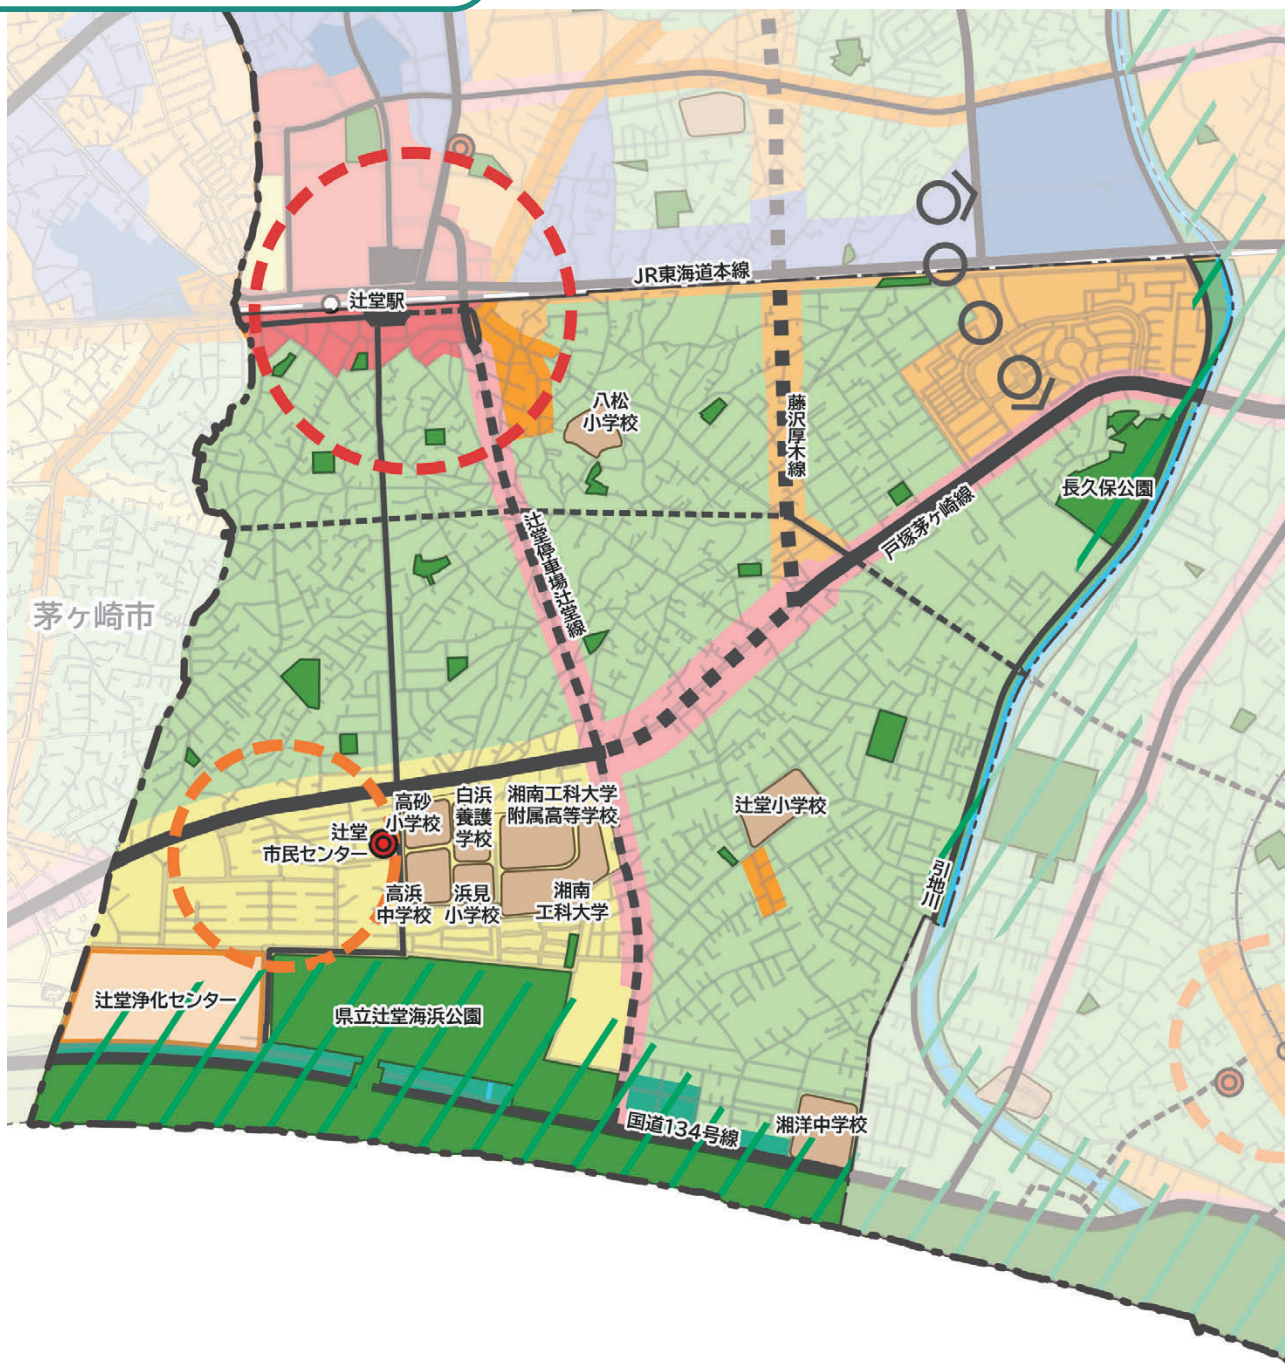 JR東海道本線
辻堂駅
八松
小学校
藤沢厚木線
長久保公園
戸塚茅ヶ崎線
辻堂停車場辻堂線
茅ヶ崎市
高砂
小学校
白浜
養護
学校
湘南工科大学
附属高等学校
辻堂小学校
辻堂
市民センター
高浜
中学校
浜見
小学校
湘南
工科大学
引地川
辻堂浄化センター
県立辻堂海浜公園
国道134号線
湘洋中学校